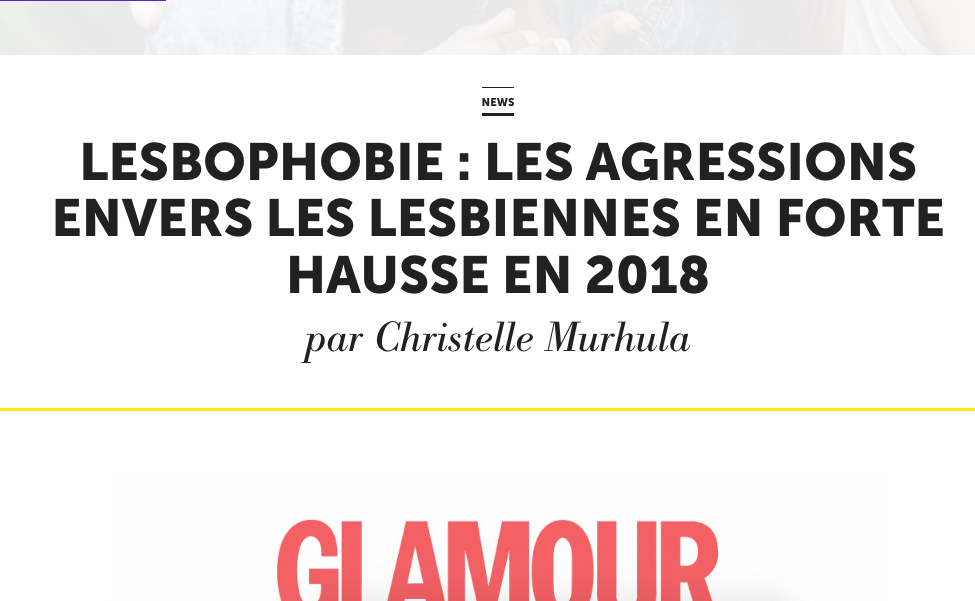 NEWS
LESBOPHOBIE : LES AGRESSIONS
ENVERS LES LESBIENNES EN FORTE
HAUSSE EN 2018
par Christelle Murhula
GLAMOUR